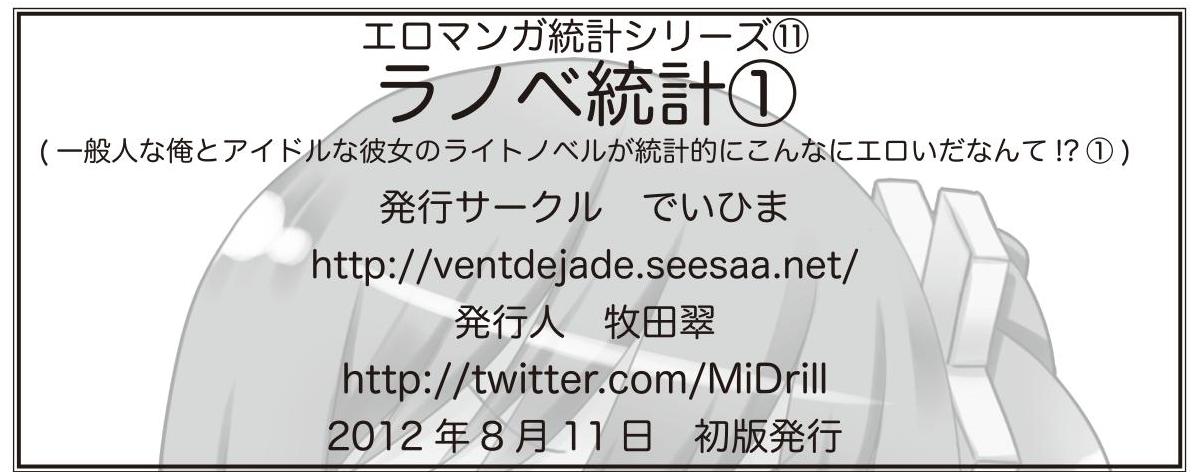 エロマンガ統計シリーズ⑪
ラノベ統計①
(一般人な俺とアイドルな彼女のライトノベルが統計的にこんなにエロいだなんて!?①)
発行サークル　でいひま
http://ventdejade.seesaa.net/
発行人　牧田翠
http://twitter.com/MiDrill
2012年8月11日　初版発行